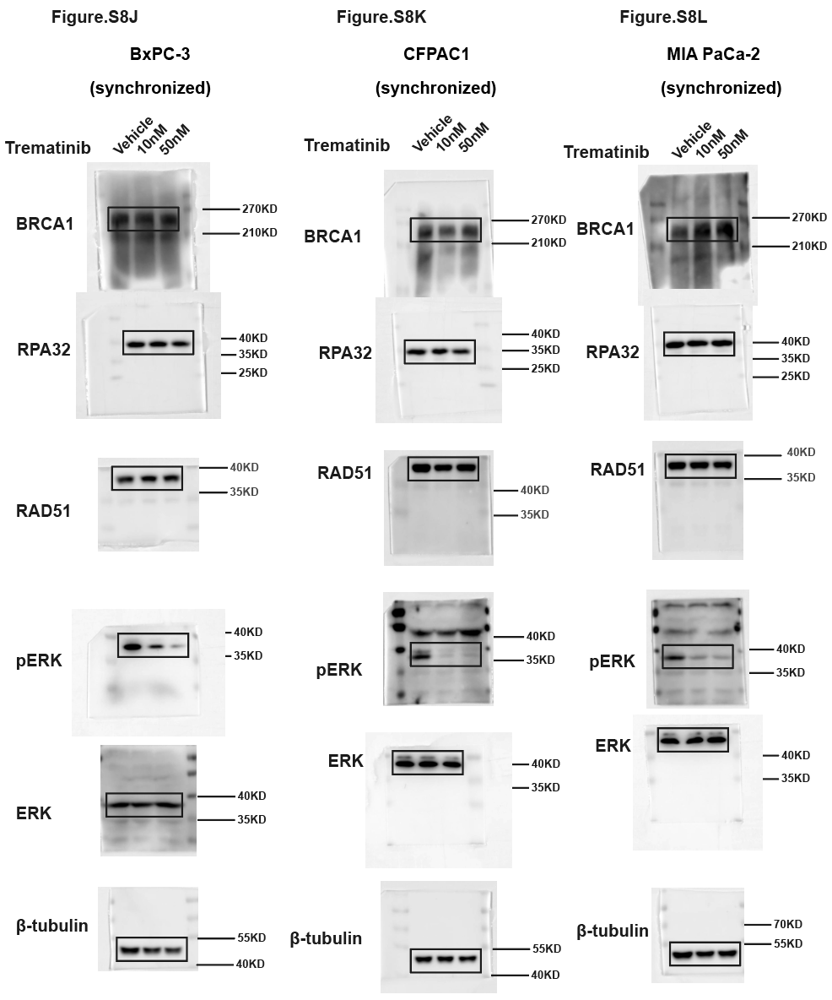 Figure.S8J
Figure.S8K
Figure.S8L
BxPC-3
(synchronized)
CFPAC1
(synchronized)
MIA PaCa-2
(synchronized)
Trematinib
Vehicle
10nM
50nM
Trematinib
Vehicle
10nM
50nM
Trematinib
Vehicle
10nM
50nM
BRCA1
270KD
210KD
BRCA1
270KD
210KD
BRCA1
270KD
210KD
RPA32
40KD
35KD
25KD
RPA32
40KD
35KD
25KD
RPA32
40KD
35KD
25KD
RAD51
40KD
35KD
RAD51
40KD
35KD
RAD51
40KD
35KD
pERK
40KD
35KD
pERK
40KD
35KD
pERK
40KD
35KD
ERK
40KD
35KD
ERK
40KD
35KD
ERK
40KD
35KD
β-tubulin
55KD
40KD
β-tubulin
55KD
40KD
β-tubulin
70KD
55KD